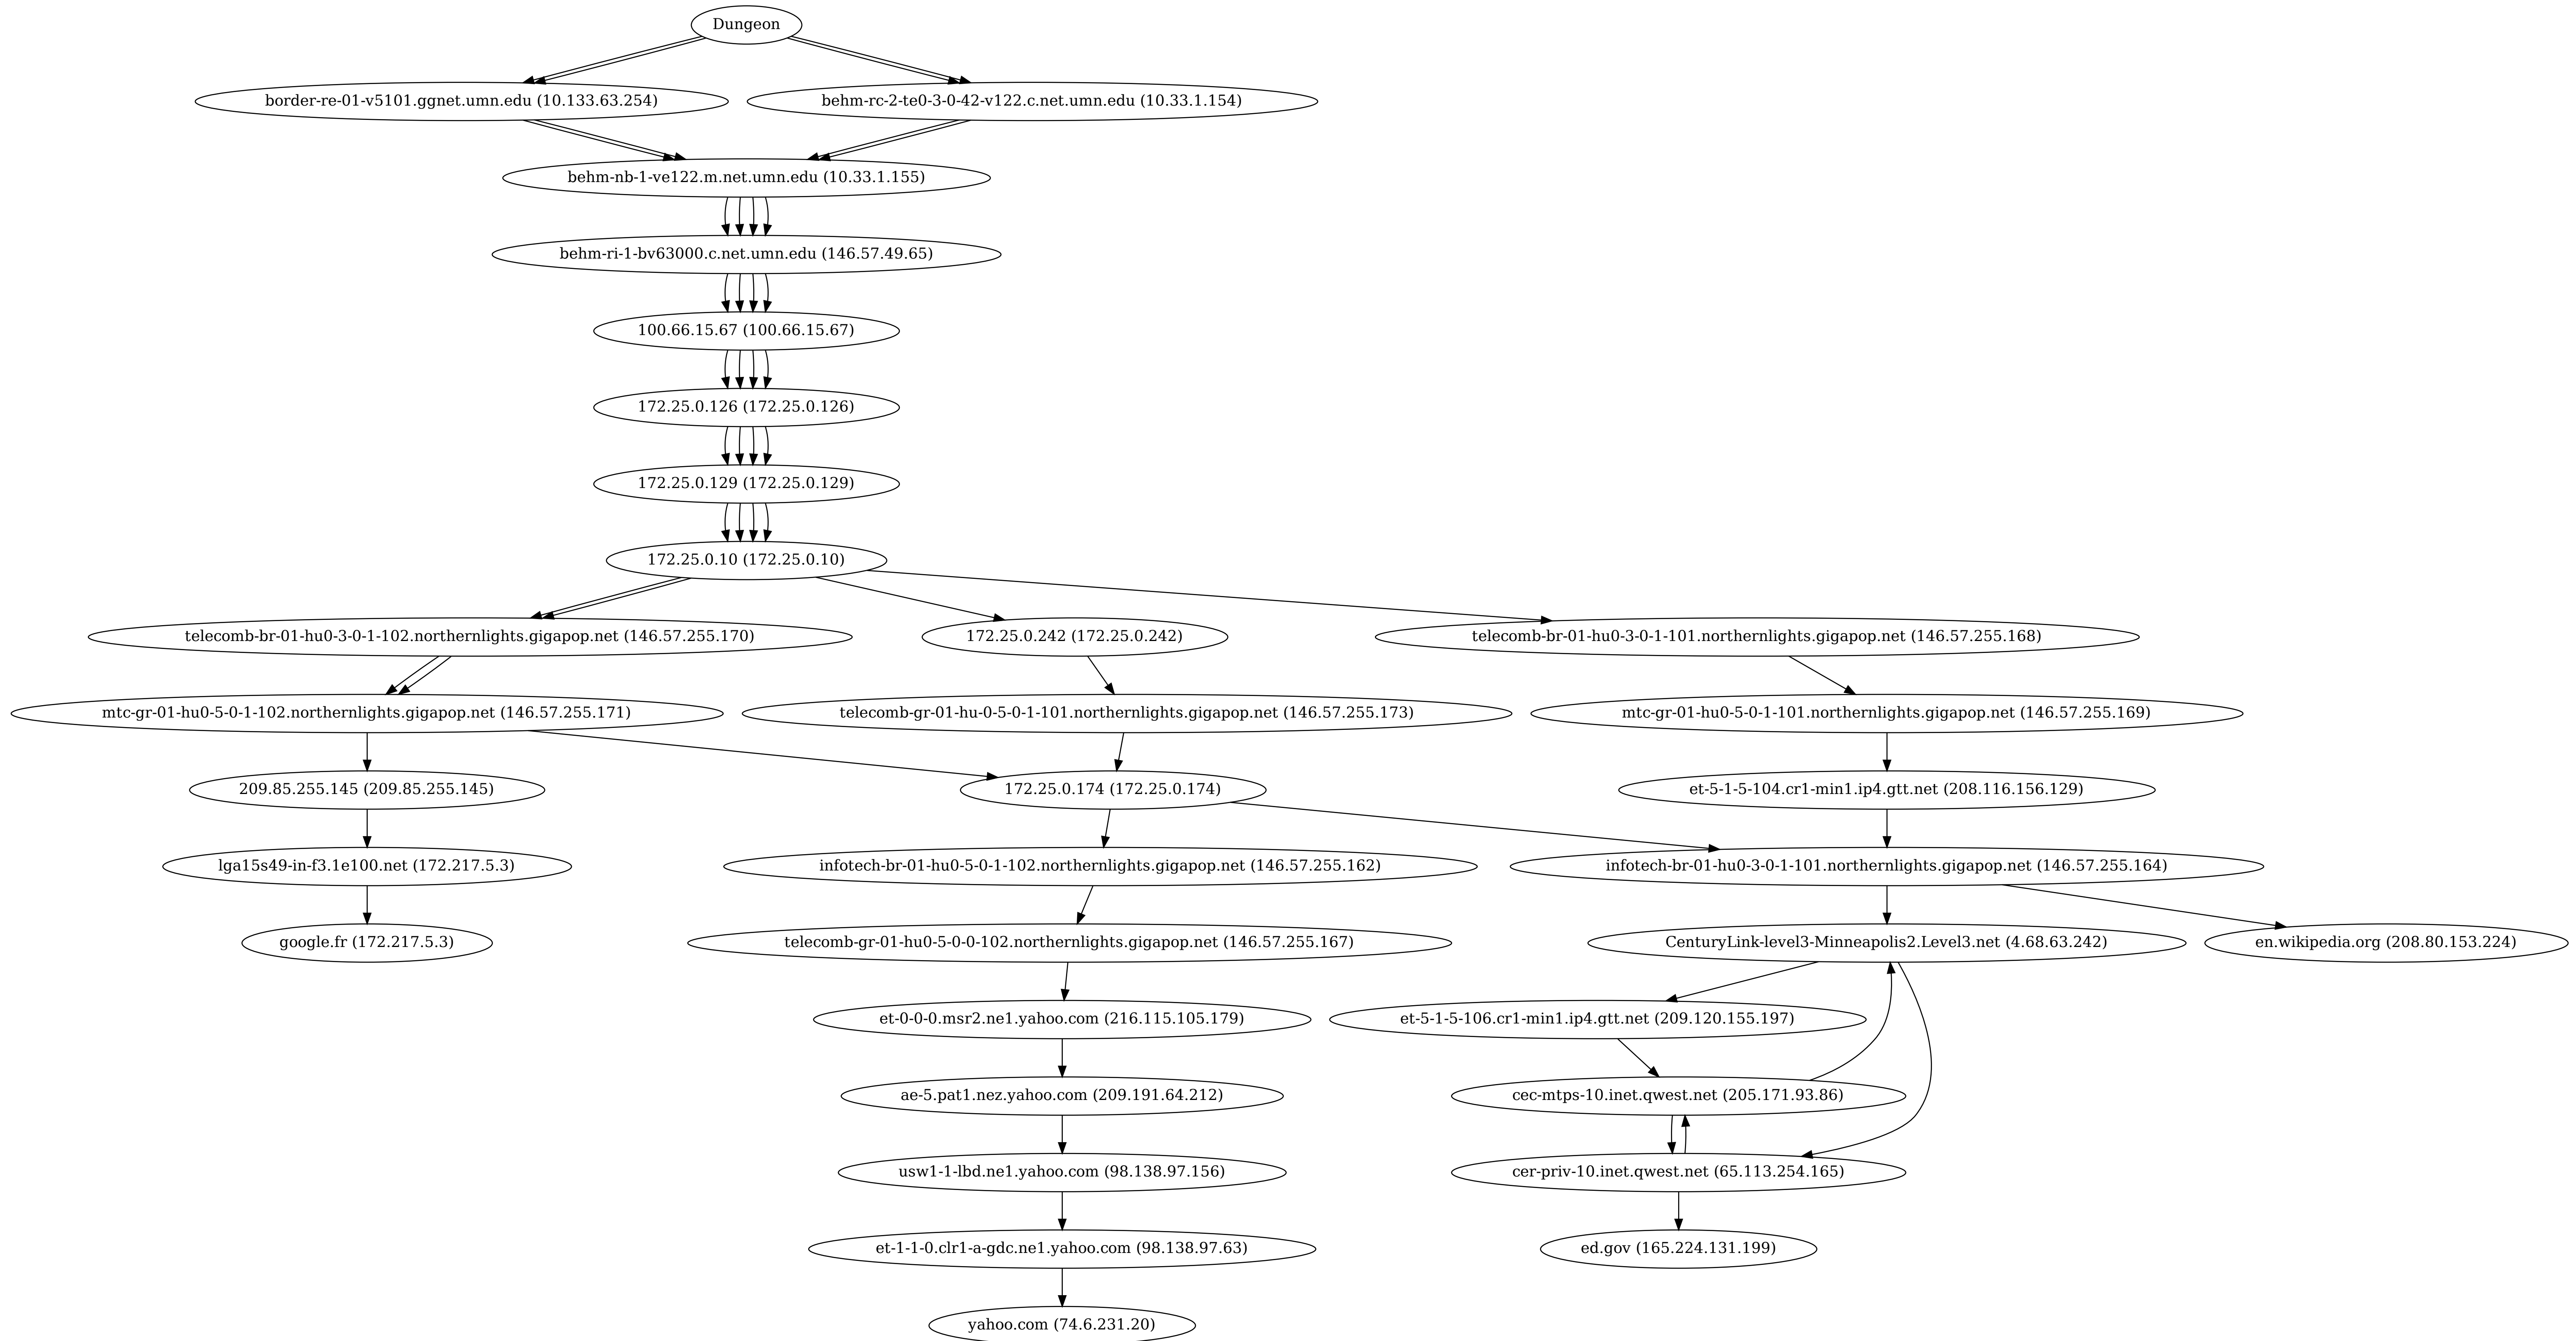 Dungeon
border-re-01-v5101.ggnet.umn.edu (10.133.63.254)
behm-rc-2-te0-3-0-42-v122.c.net.umn.edu (10.33.1.154)
behm-nb-1-ve122.m.net.umn.edu (10.33.1.155)
behm-ri-1-bv63000.c.net.umn.edu (146.57.49.65)
100.66.15.67 (100.66.15.67)
172.25.0.126 (172.25.0.126)
172.25.0.129 (172.25.0.129)
172.25.0.10 (172.25.0.10)
telecomb-br-01-hu0-3-0-1-102.northernlights.gigapop.net (146.57.255.170)
172.25.0.242 (172.25.0.242)
telecomb-br-01-hu0-3-0-1-101.northernlights.gigapop.net (146.57.255.168)
mtc-gr-01-hu0-5-0-1-102.northernlights.gigapop.net (146.57.255.171)
telecomb-gr-01-hu-0-5-0-1-101.northernlights.gigapop.net (146.57.255.173)
mtc-gr-01-hu0-5-0-1-101.northernlights.gigapop.net (146.57.255.169)
209.85.255.145 (209.85.255.145)
172.25.0.174 (172.25.0.174)
et-5-1-5-104.cr1-min1.ip4.gtt.net (208.116.156.129)
lga15s49-in-f3.1e100.net (172.217.5.3)
infotech-br-01-hu0-5-0-1-102.northernlights.gigapop.net (146.57.255.162)
infotech-br-01-hu0-3-0-1-101.northernlights.gigapop.net (146.57.255.164)
google.fr (172.217.5.3)
telecomb-gr-01-hu0-5-0-0-102.northernlights.gigapop.net (146.57.255.167)
CenturyLink-level3-Minneapolis2.Level3.net (4.68.63.242)
en.wikipedia.org (208.80.153.224)
et-0-0-0.msr2.ne1.yahoo.com (216.115.105.179)
et-5-1-5-106.cr1-min1.ip4.gtt.net (209.120.155.197)
ae-5.pat1.nez.yahoo.com (209.191.64.212)
cec-mtps-10.inet.qwest.net (205.171.93.86)
usw1-1-lbd.ne1.yahoo.com (98.138.97.156)
cer-priv-10.inet.qwest.net (65.113.254.165)
et-1-1-0.clr1-a-gdc.ne1.yahoo.com (98.138.97.63)
ed.gov (165.224.131.199)
yahoo.com (74.6.231.20)